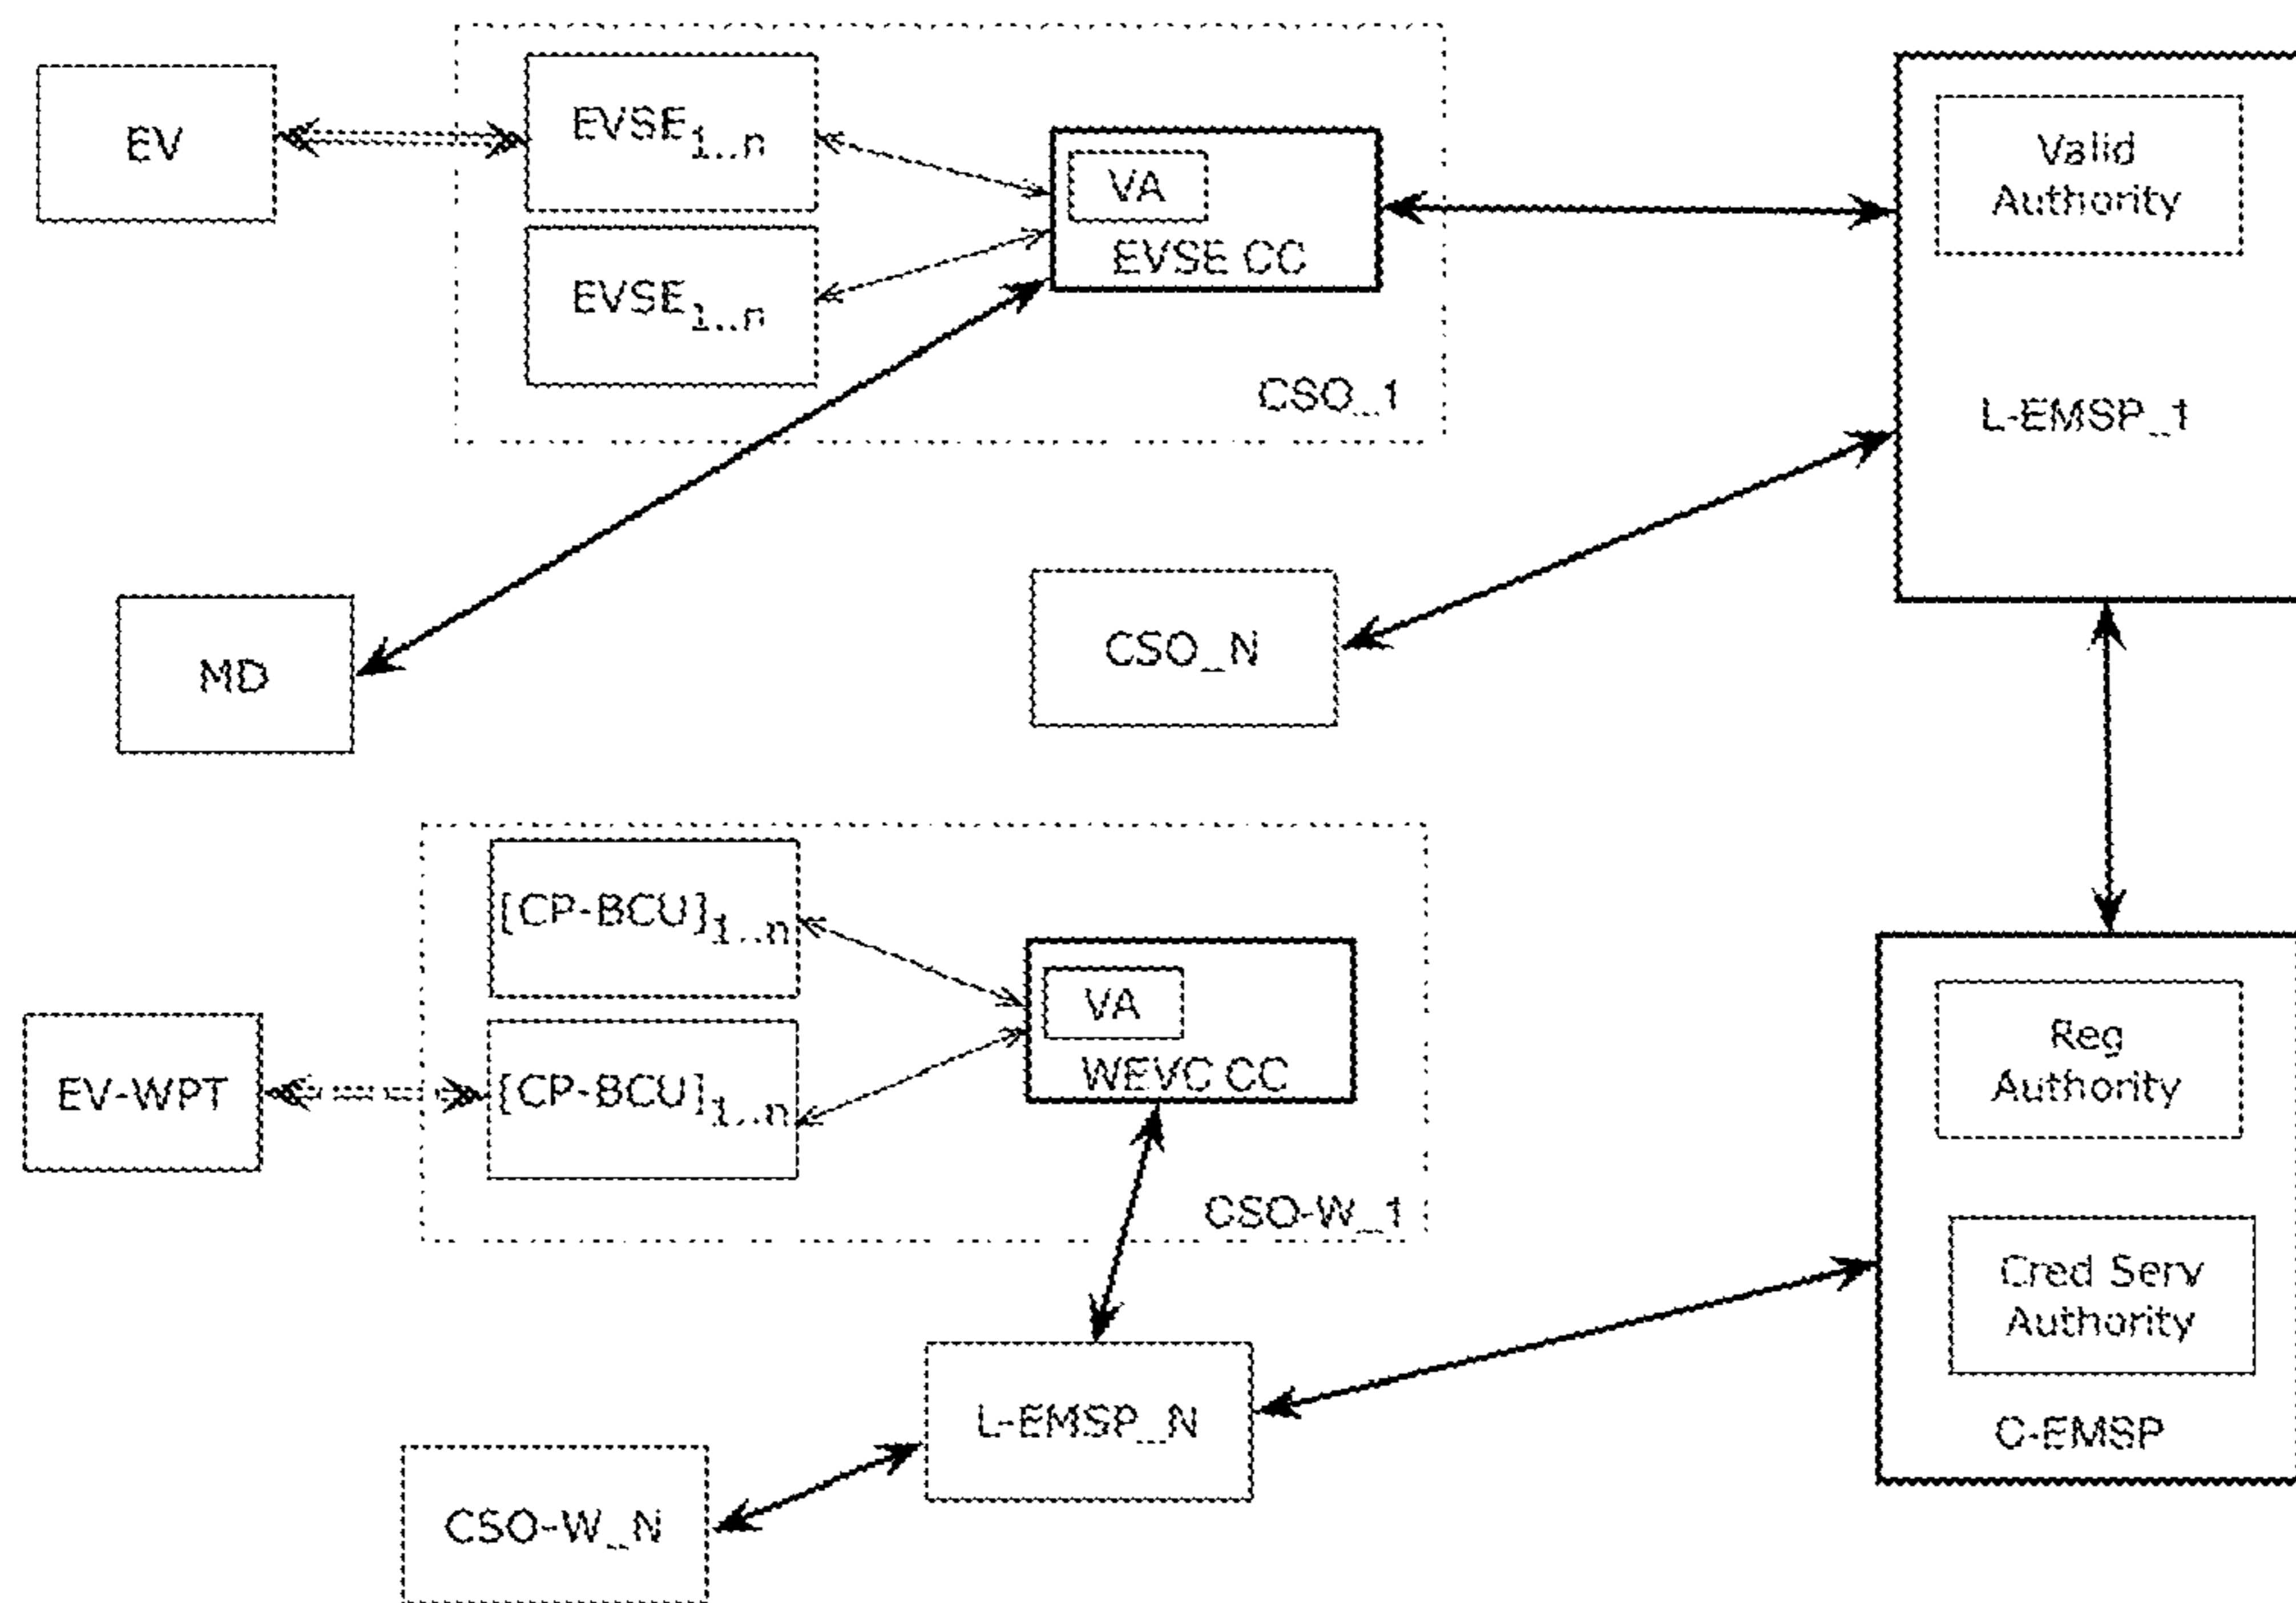 EV
EVSE1..n
VA
EVSE CC
EVSE1..n
CSO_1
Valid
Authority
L-EMSP_1
MD
CSO_N
[CP-BCU]1..n
VA
WEVC CC
EV-WPT
[CP-BCU]1..n
CSO-W_1
Reg
Authority
Cred Serv
Authority
C-EMSP
L-EMSP_N
CSO-W_N